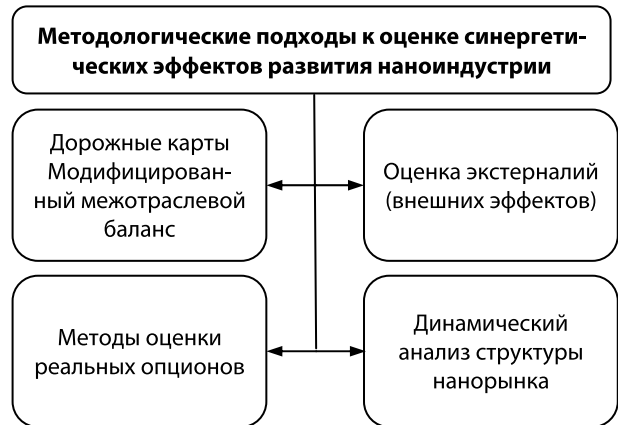 Методологические подходы к оценке синергети-
ческих эффектов развития наноиндустрии
Дорожные карты
Модифицирован-
ный межотраслевой
баланс
Оценка экстерналий
(внешних эффектов)
Методы оценки
реальных опционов
Динамический
анализ структуры
нанорынка